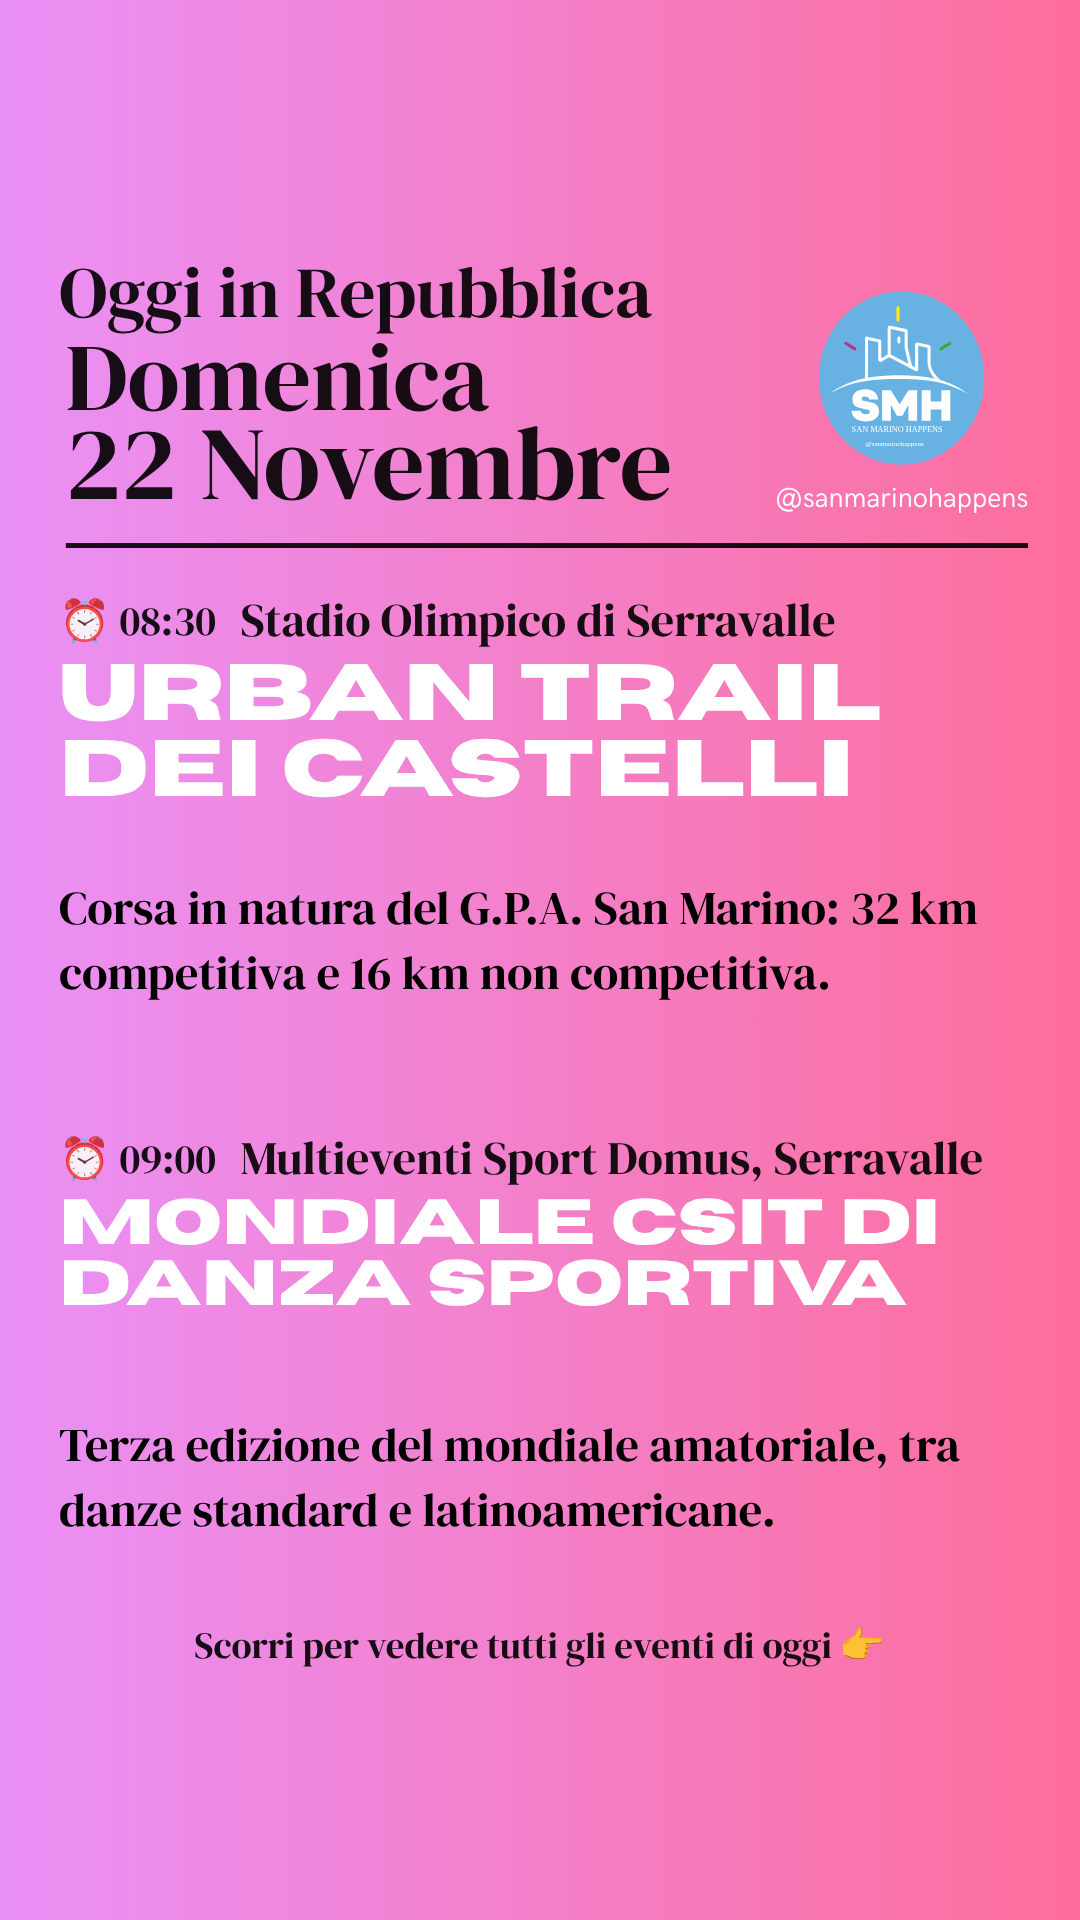 Oggi in Repubblica
Domenica
22 Novembre
SMH
SAN MARINO HAPPENS
@sanmarinohappens
@sanmarinohappens
⏰ 08:30 Stadio Olimpico di Serravalle
URBAN TRAIL
DEI CASTELLI
Corsa in natura del G.P.A. San Marino: 32 km
competitiva e 16 km non competitiva.
⏰ 09:00 Multieventi Sport Domus, Serravalle
MONDIALE CSIT DI
DANZA SPORTIVA
Terza edizione del mondiale amatoriale, tra
danze standard e latinoamericane.
Scorri per vedere tutti gli eventi di oggi 👉